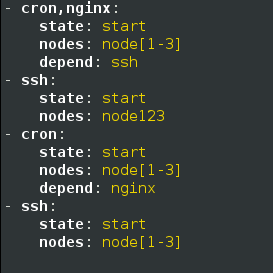 - cron,nginx:
    state: start
    nodes: node[1-3]
    depend: ssh
- ssh:
    state: start
    nodes: node123
- cron:
    state: start
    nodes: node[1-3]
    depend: nginx
- ssh:
    state: start
    nodes: node[1-3]